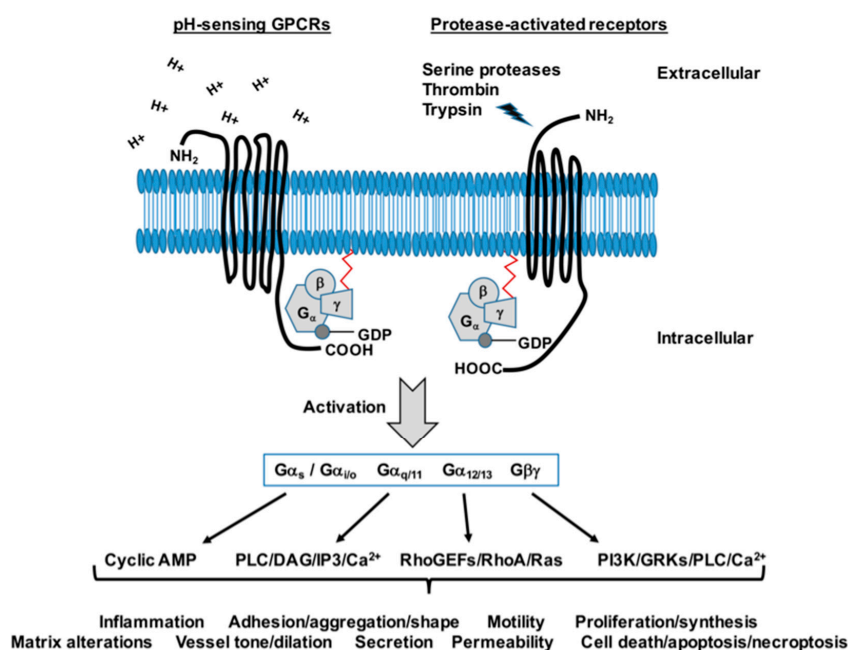 pH-sensing GPCRs
Protease-activated receptors
H+
H+
H+
H+
H+
H+
H+
NH₂
Serine proteases
Thrombin
Trypsin
NH₂
Extracellular
β
γ
Gα
GDP
COOH
β
γ
Gα
GDP
HOOC
Intracellular
Activation
Gαs / Gαi/o Gαq/11 Gα12/13 Gβγ
Cyclic AMP PLC/DAG/IP3/Ca²⁺ RhoGEFs/RhoA/Ras PI3K/GRKs/PLC/Ca²⁺
Inflammation Adhesion/aggregation/shape Motility Proliferation/synthesis
Matrix alterations Vessel tone/dilation Secretion Permeability Cell death/apoptosis/necroptosis